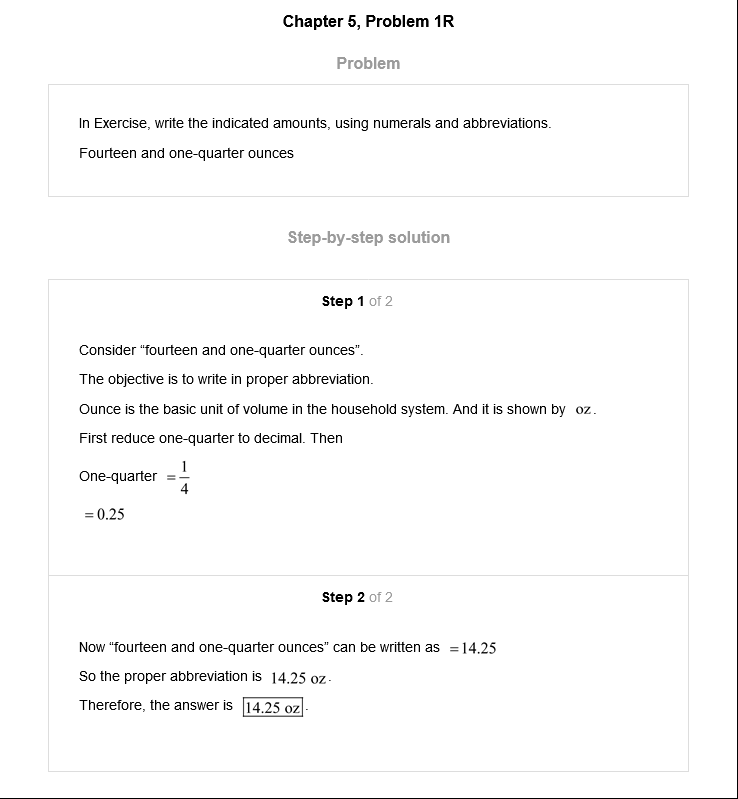 Chapter 5, Problem 1R
Problem
In Exercise, write the indicated amounts, using numerals and abbreviations.
Fourteen and one-quarter ounces
Step-by-step solution
Step 1 of 2
Consider “fourteen and one-quarter ounces”.
The objective is to write in proper abbreviation.
Ounce is the basic unit of volume in the household system. And it is shown by oz.
First reduce one-quarter to decimal. Then
One-quarter = 1/4
= 0.25
Step 2 of 2
Now “fourteen and one-quarter ounces” can be written as = 14.25
So the proper abbreviation is 14.25 oz.
Therefore, the answer is 14.25 oz.